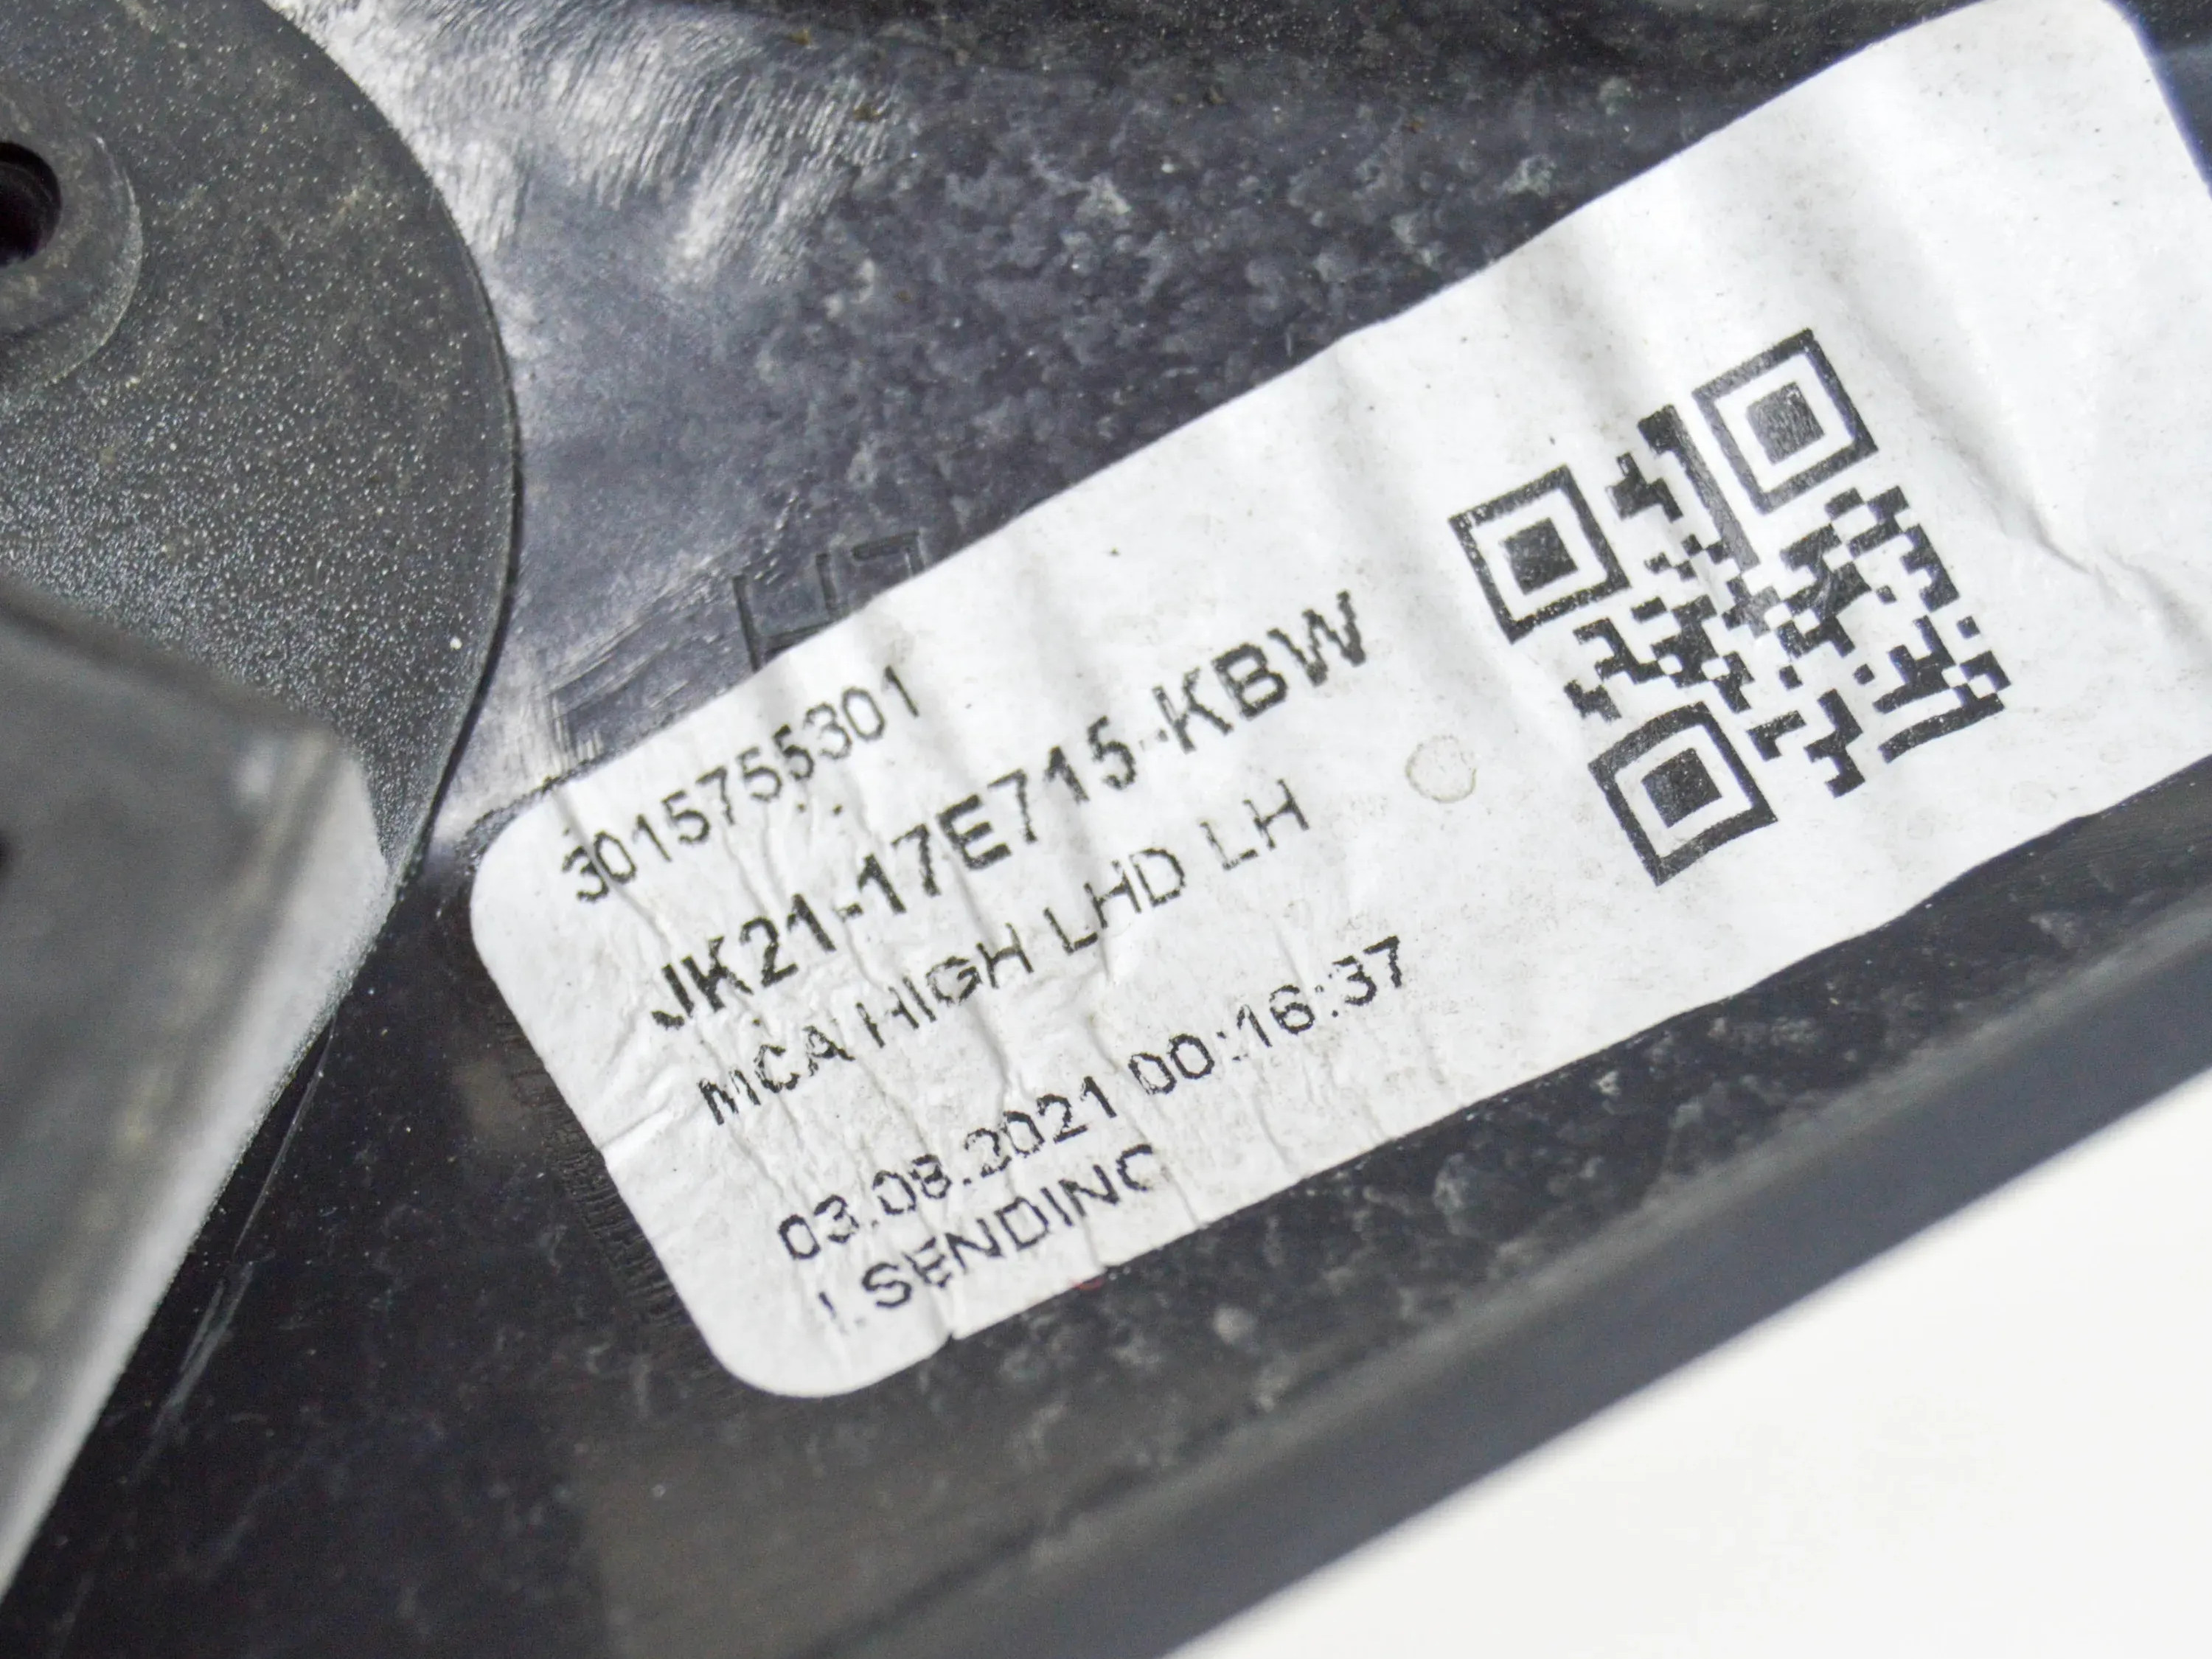 3015755301
JK21-17E715-KBW
MCA HIGH LHD LH
03.08.2021 00:16:37
SENDING